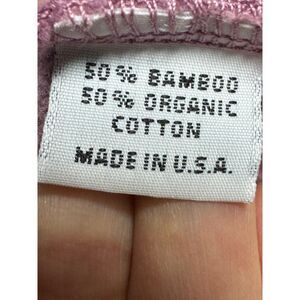 50% BAMBOO
50% ORGANIC
COTTON
MADE IN U.S.A.